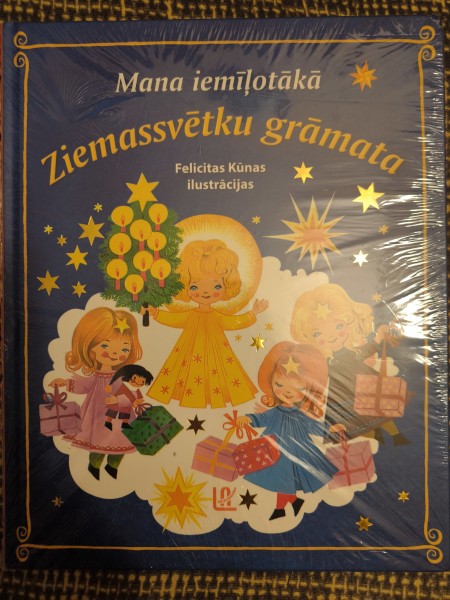 Mana iemīļotākā
Ziemassvētku grāmata
Felicitas Kūnas
ilustrācijas